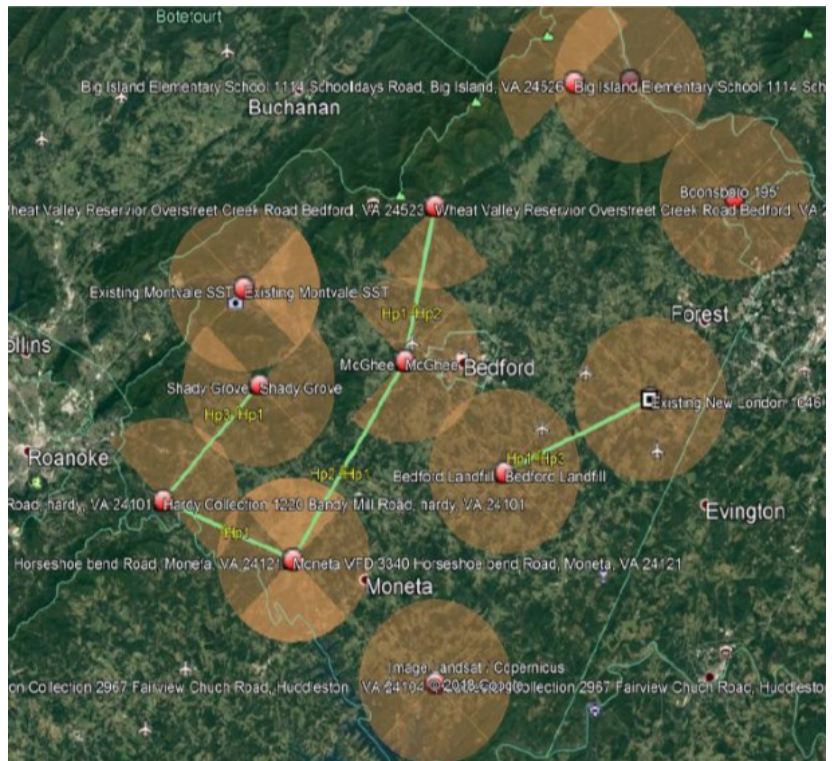 Botetourt
Big Island Elementary School 1114 Schooldays Road, Big Island, VA 24526
Big Island Elementary School 1114 Sch
Buchanan
Boonsboro 195'
Wheat Valley Reservior Overstreet Creek Road Bedford, VA 24523
Wheat Valley Reservior Overstreet Creek Road Bedford, VA 2
Existing Montvale SST
Existing Montvale SST
Hp1
Hp2
Forest
ollins
McGhee
McGhee
Bedford
Shady Grove
Shady Grove
Existing New London 1046
Hp3
Hp1
Roanoke
Hp2
Hp1
Hp1
Hp3
Bedford Landfill
Bedford Landfill
Road, hardy, VA 24101
Hardy Collection 1220 Bandy Mill Road, hardy, VA 24101
Evington
Hp1
Horseshoe bend Road, Moneta, VA 24121
Moneta VFD 3340 Horseshoe bend Road, Moneta, VA 24121
Moneta
Image Landsat / Copernicus
© 2018 Google
on Collection 2967 Fairview Chuch Road, Huddleston, VA 24104
Collection 2967 Fairview Chuch Road, Huddleston